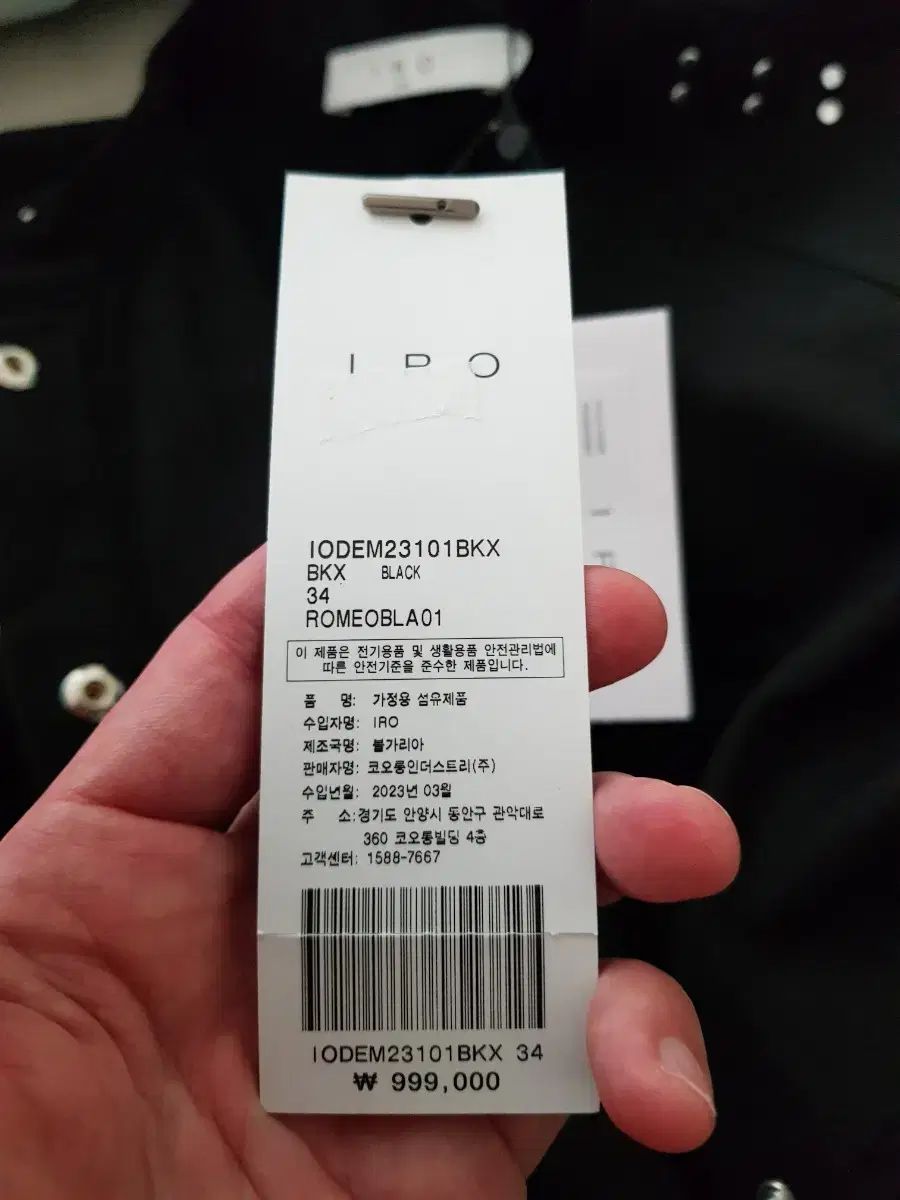 IRO
IRO
IODEM23101BKX
BKX BLACK
34
ROMEOBLA01
이 제품은 전기용품 및 생활용품 안전관리법에
따른 안전기준을 준수한 제품입니다.
품 명: 가정용 섬유제품
수입자명: IRO
제조국명: 불가리아
판매자명: 코오롱인더스트리(주)
수입년월: 2023년 03월
주 소:경기도 안양시 동안구 관악대로
360 코오롱빌딩 4층
고객센터: 1588-7667
IODEM23101BKX 34
₩ 999,000